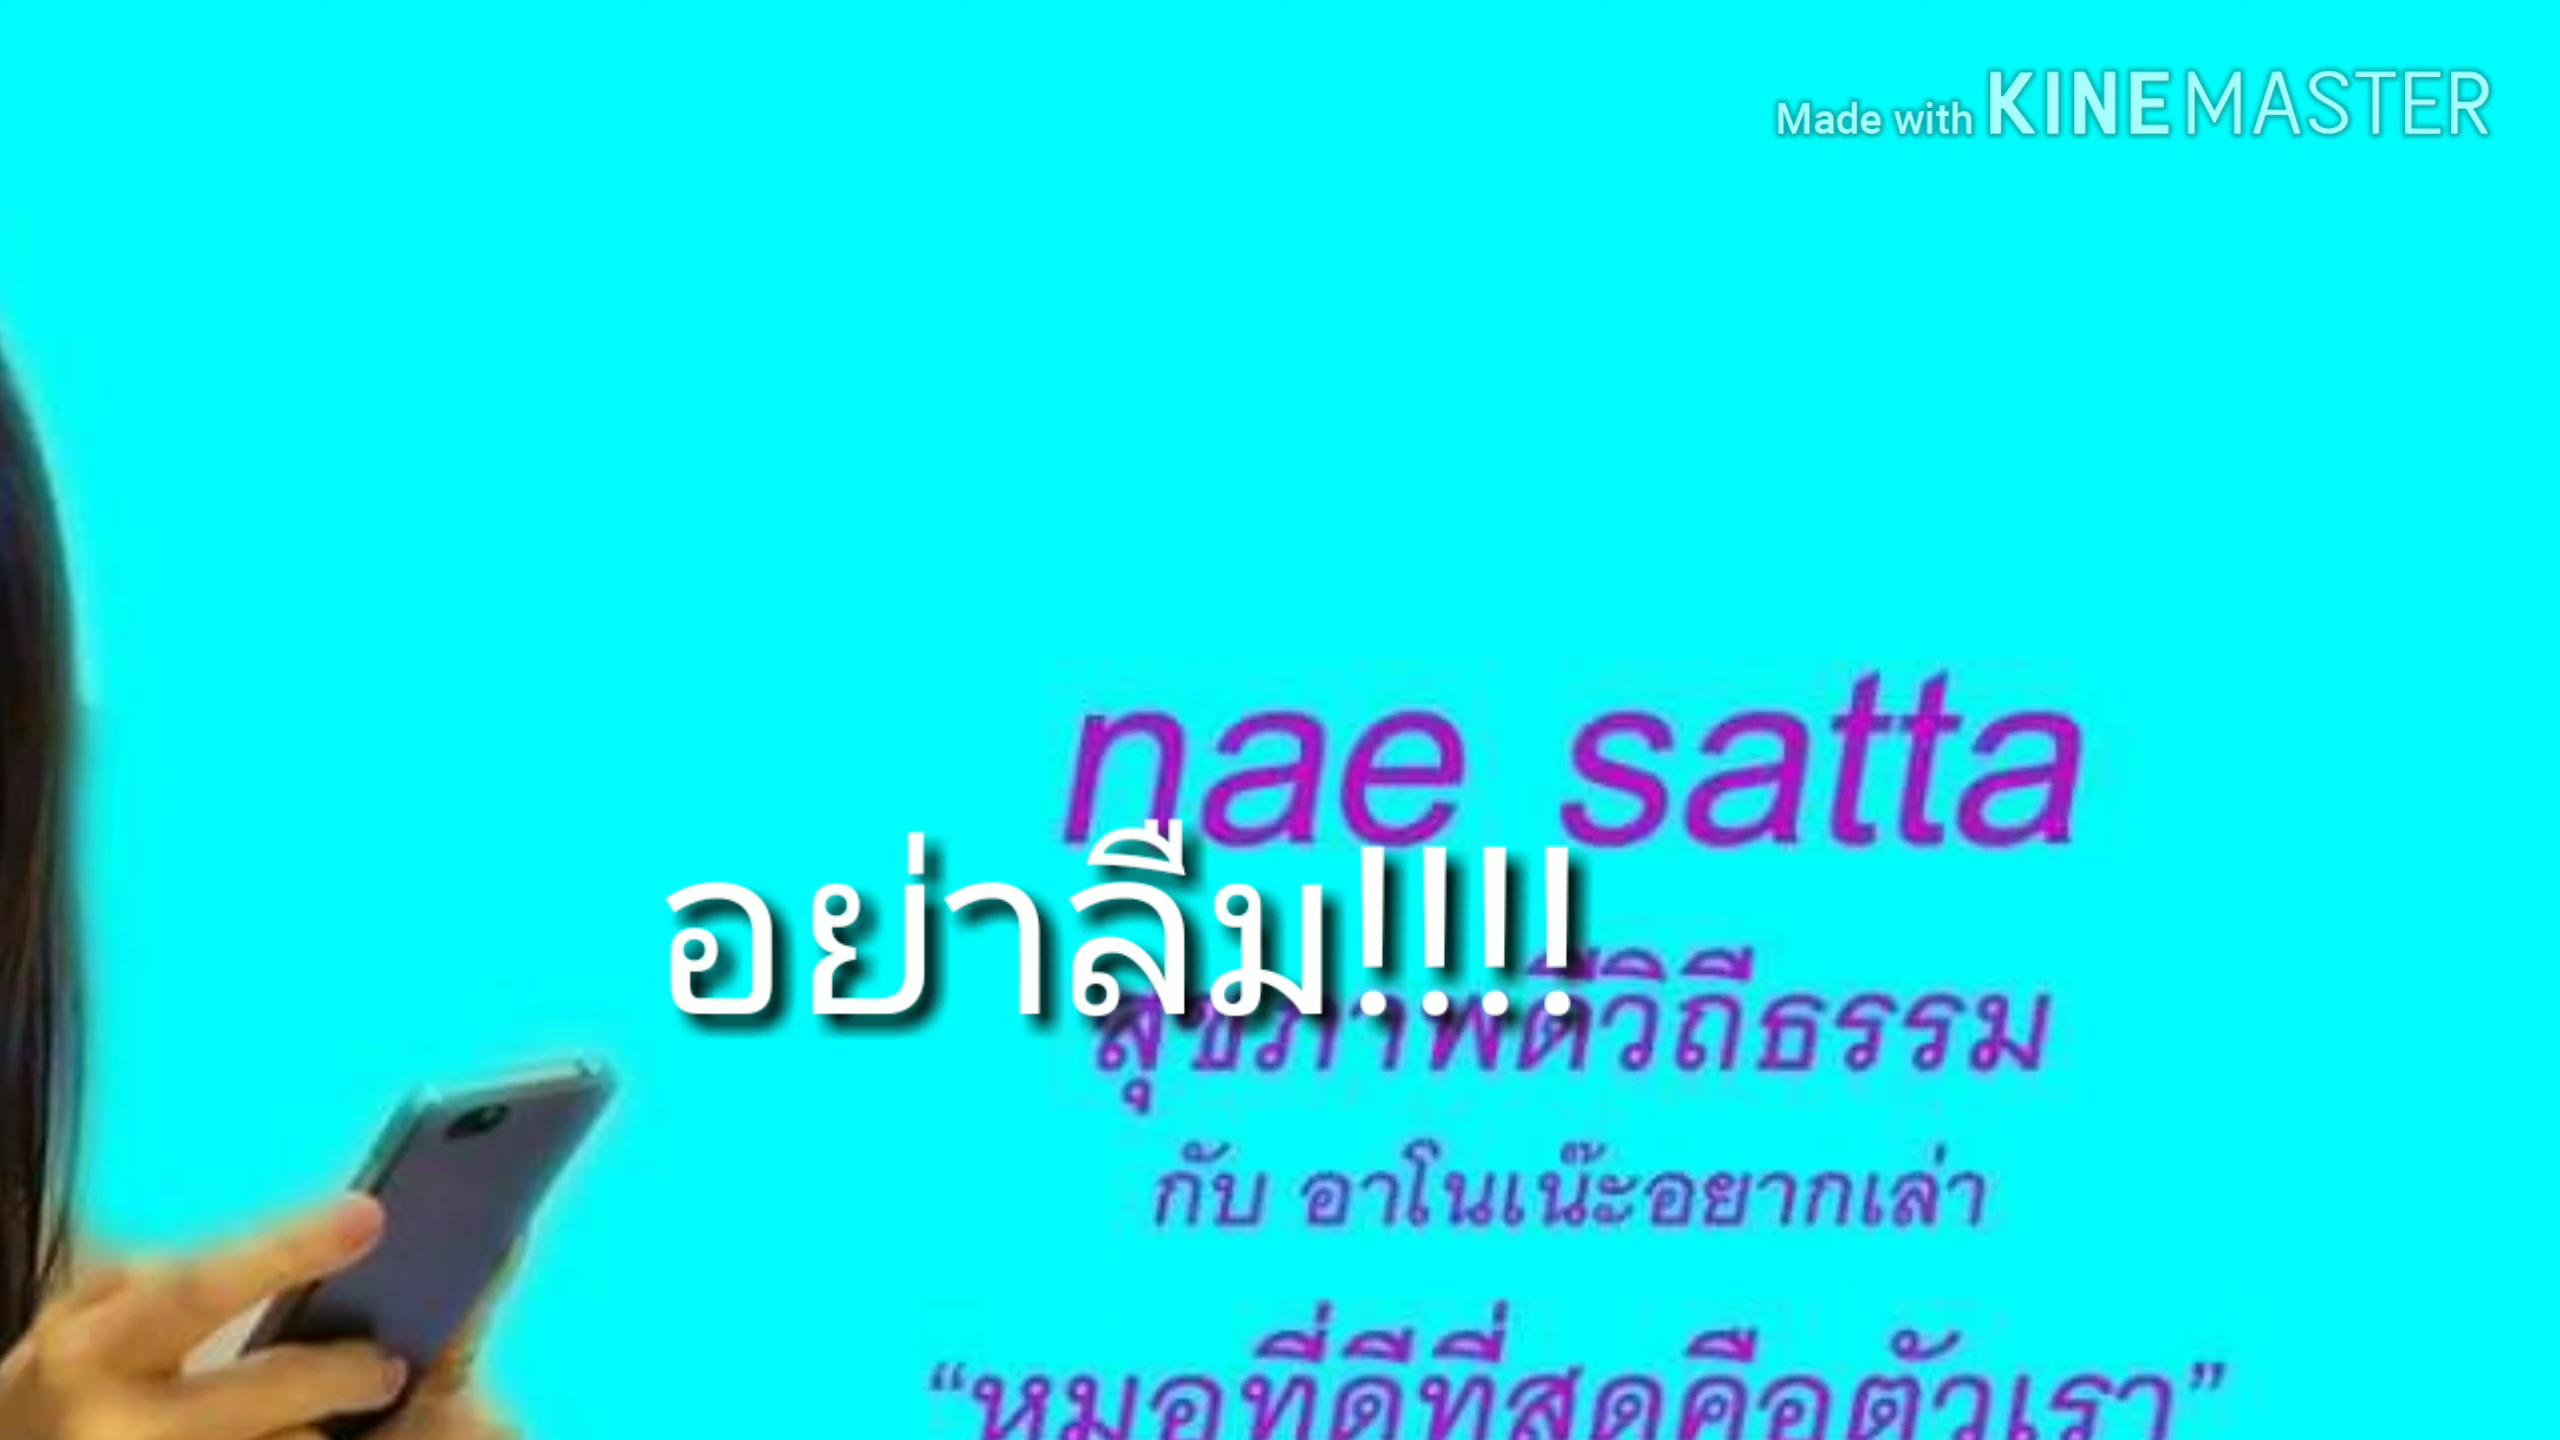 Made with KINEMASTER
nae satta
อย่าลืม!!!!
สุขภาพดีวิถีธรรม
กับ อาโนเน๊ะอยากเล่า
“หมอที่ดีที่สุดคือตัวเรา”